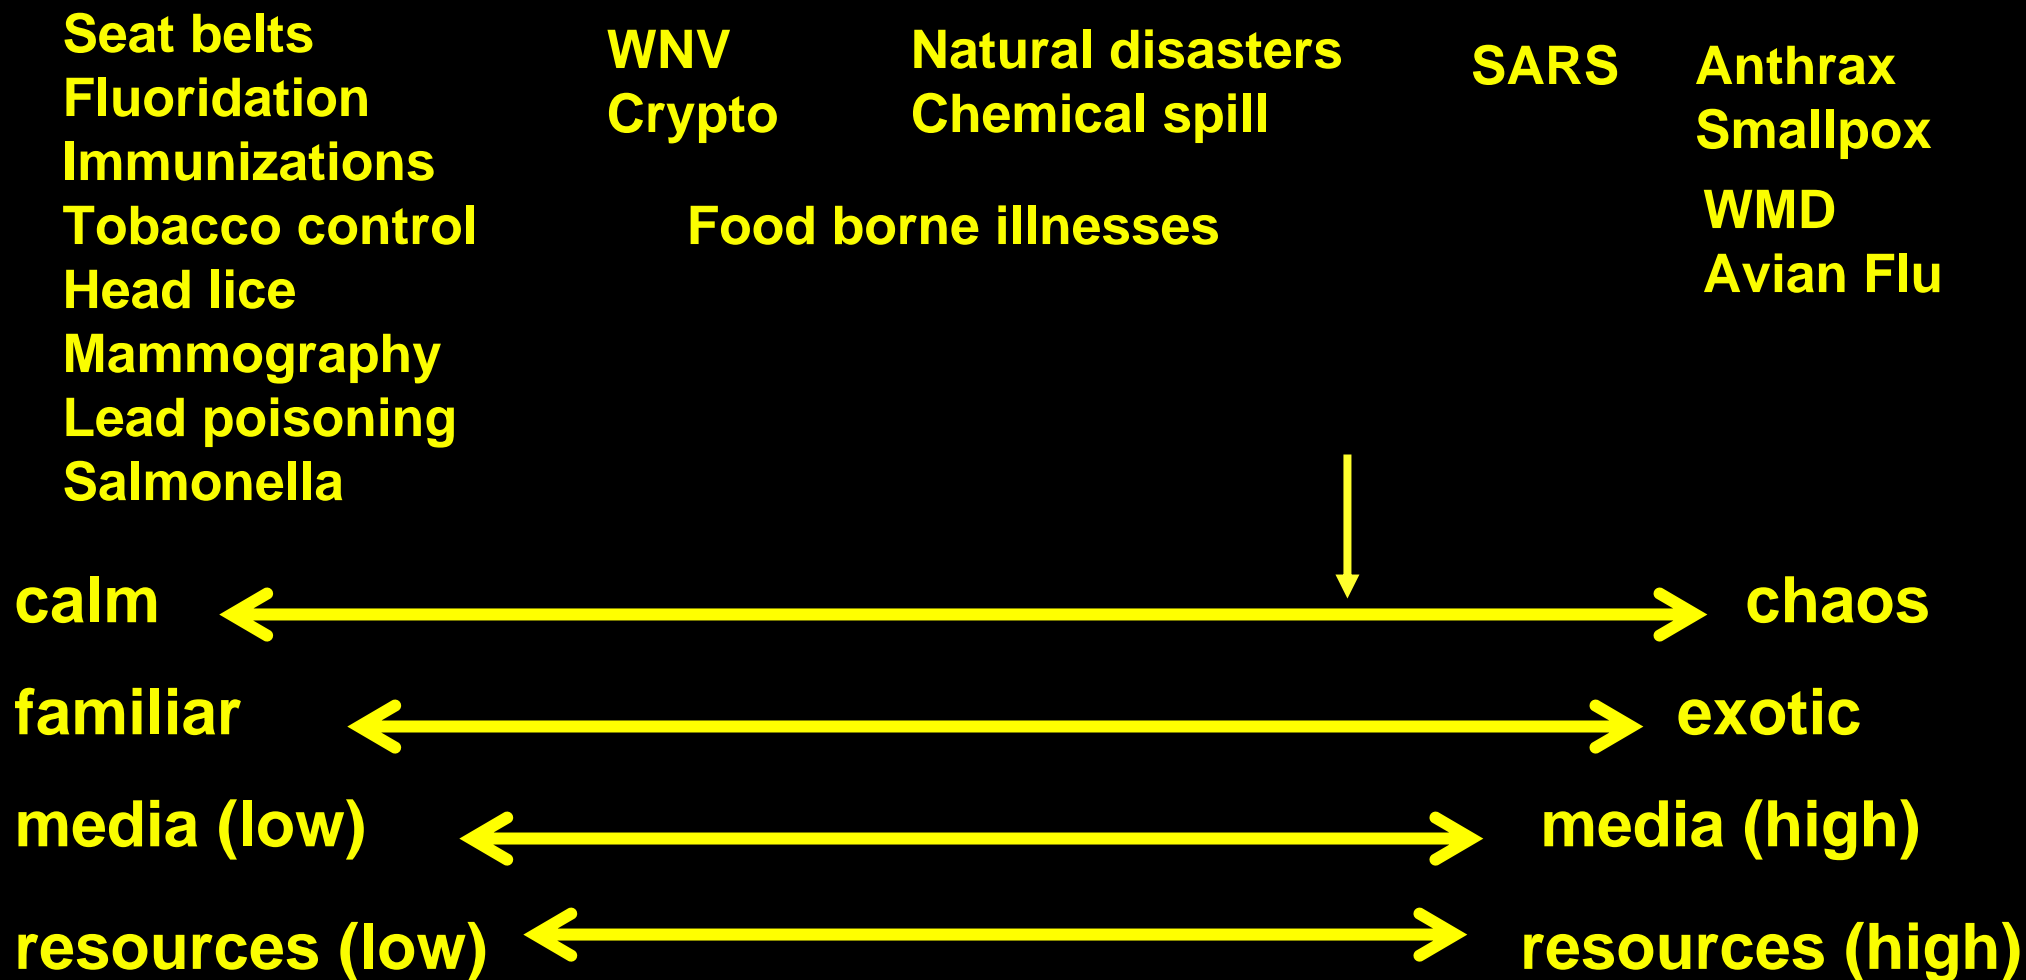 Seat belts
Fluoridation
Immunizations
Tobacco control
Head lice
Mammography
Lead poisoning
Salmonella
WNV
Crypto
Natural disasters
Chemical spill
Food borne illnesses
SARS
Anthrax
Smallpox
WMD
Avian Flu
calm
chaos
familiar
exotic
media (low)
media (high)
resources (low)
resources (high)